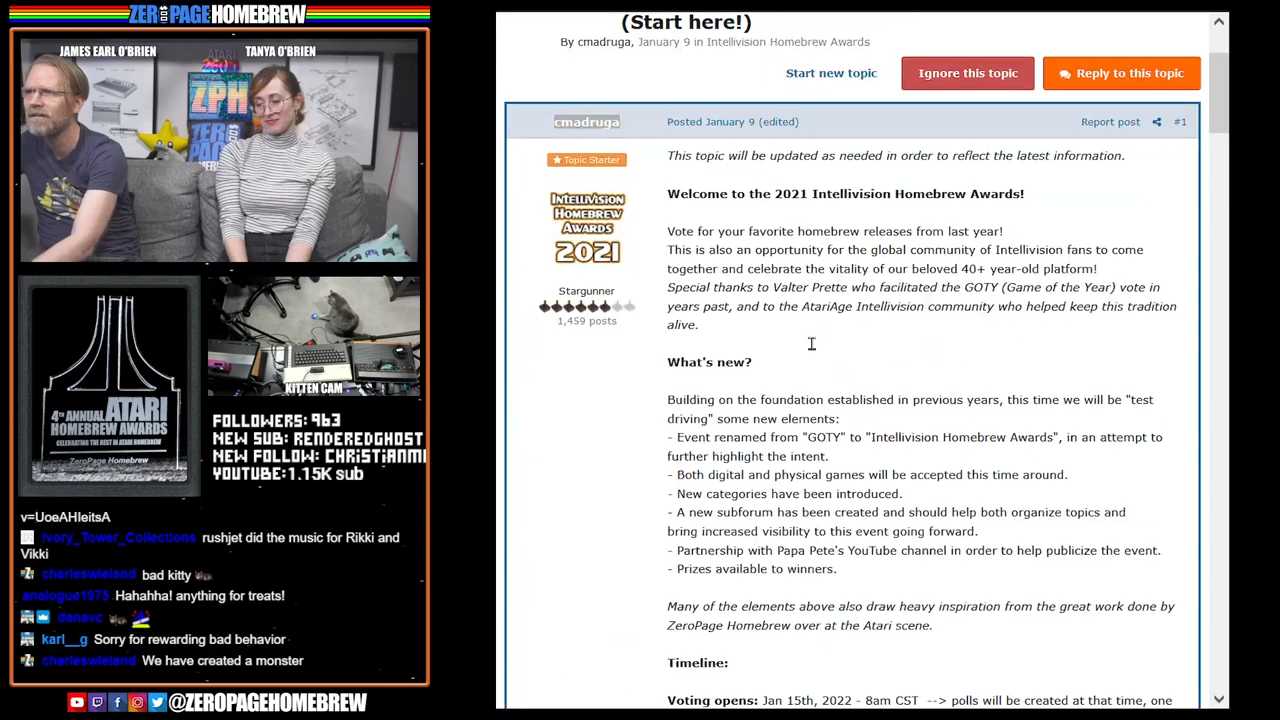 ZEROPAGE HOMEBREW
JAMES EARL O'BRIEN
TANYA O'BRIEN
ATARI
2600
ZPH
4TH ANNUAL ATARI
HOMEBREW AWARDS
CELEBRATING THE BEST IN ATARI HOMEBREW
ZeroPage Homebrew
KITTEN CAM
FOLLOWERS: 963
NEW SUB: RENDEREDGHOST
NEW FOLLOW: CHRISTIANM
YOUTUBE: 1.15K SUB
v=UoeAHIeitsA
Ivory_Tower_Collections rushjet did the music for Rikki and
Vikki
charleswieland bad kitty
analogue1975 Hahahha! anything for treats!
danavc
karl__g Sorry for rewarding bad behavior
charleswieland We have created a monster
@ZEROPAGEHOMEBREW
(Start here!)
By cmadruga, January 9 in Intellivision Homebrew Awards
Start new topic
Ignore this topic
Reply to this topic
cmadruga
Posted January 9 (edited)
Report post
#1
Topic Starter
INTELLIVISION
HOMEBREW
AWARDS
2021
Stargunner
1,459 posts
This topic will be updated as needed in order to reflect the latest information.
Welcome to the 2021 Intellivision Homebrew Awards!
Vote for your favorite homebrew releases from last year!
This is also an opportunity for the global community of Intellivision fans to come
together and celebrate the vitality of our beloved 40+ year-old platform!
Special thanks to Valter Prette who facilitated the GOTY (Game of the Year) vote in
years past, and to the AtariAge Intellivision community who helped keep this tradition
alive.
What's new?
Building on the foundation established in previous years, this time we will be "test
driving" some new elements:
- Event renamed from "GOTY" to "Intellivision Homebrew Awards", in an attempt to
further highlight the intent.
- Both digital and physical games will be accepted this time around.
- New categories have been introduced.
- A new subforum has been created and should help both organize topics and
bring increased visibility to this event going forward.
- Partnership with Papa Pete's YouTube channel in order to help publicize the event.
- Prizes available to winners.
Many of the elements above also draw heavy inspiration from the great work done by
ZeroPage Homebrew over at the Atari scene.
Timeline:
Voting opens: Jan 15th, 2022 - 8am CST --> polls will be created at that time, one